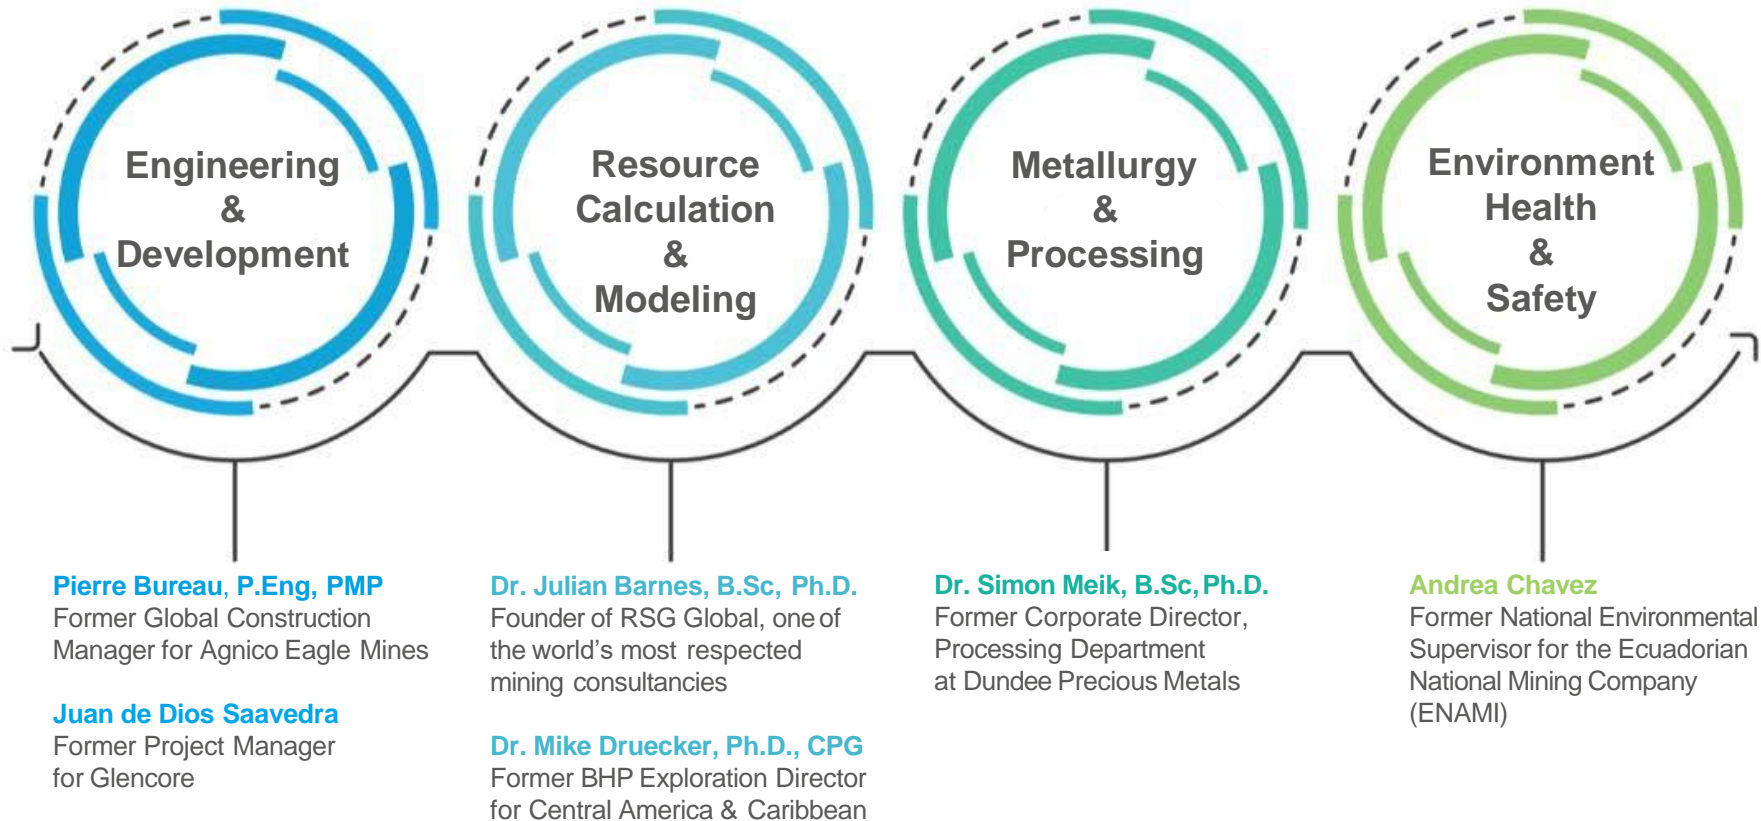 Engineering
&
Development
Resource
Calculation
&
Modeling
Metallurgy
&
Processing
Environment
Health
&
Safety
Pierre Bureau, P.Eng, PMP
Former Global Construction
Manager for Agnico Eagle Mines
Juan de Dios Saavedra
Former Project Manager
for Glencore
Dr. Julian Barnes, B.Sc, Ph.D.
Founder of RSG Global, one of
the world's most respected
mining consultancies
Dr. Mike Druecker, Ph.D., CPG
Former BHP Exploration Director
for Central America & Caribbean
Dr. Simon Meik, B.Sc, Ph.D.
Former Corporate Director,
Processing Department
at Dundee Precious Metals
Andrea Chavez
Former National Environmental
Supervisor for the Ecuadorian
National Mining Company
(ENAMI)